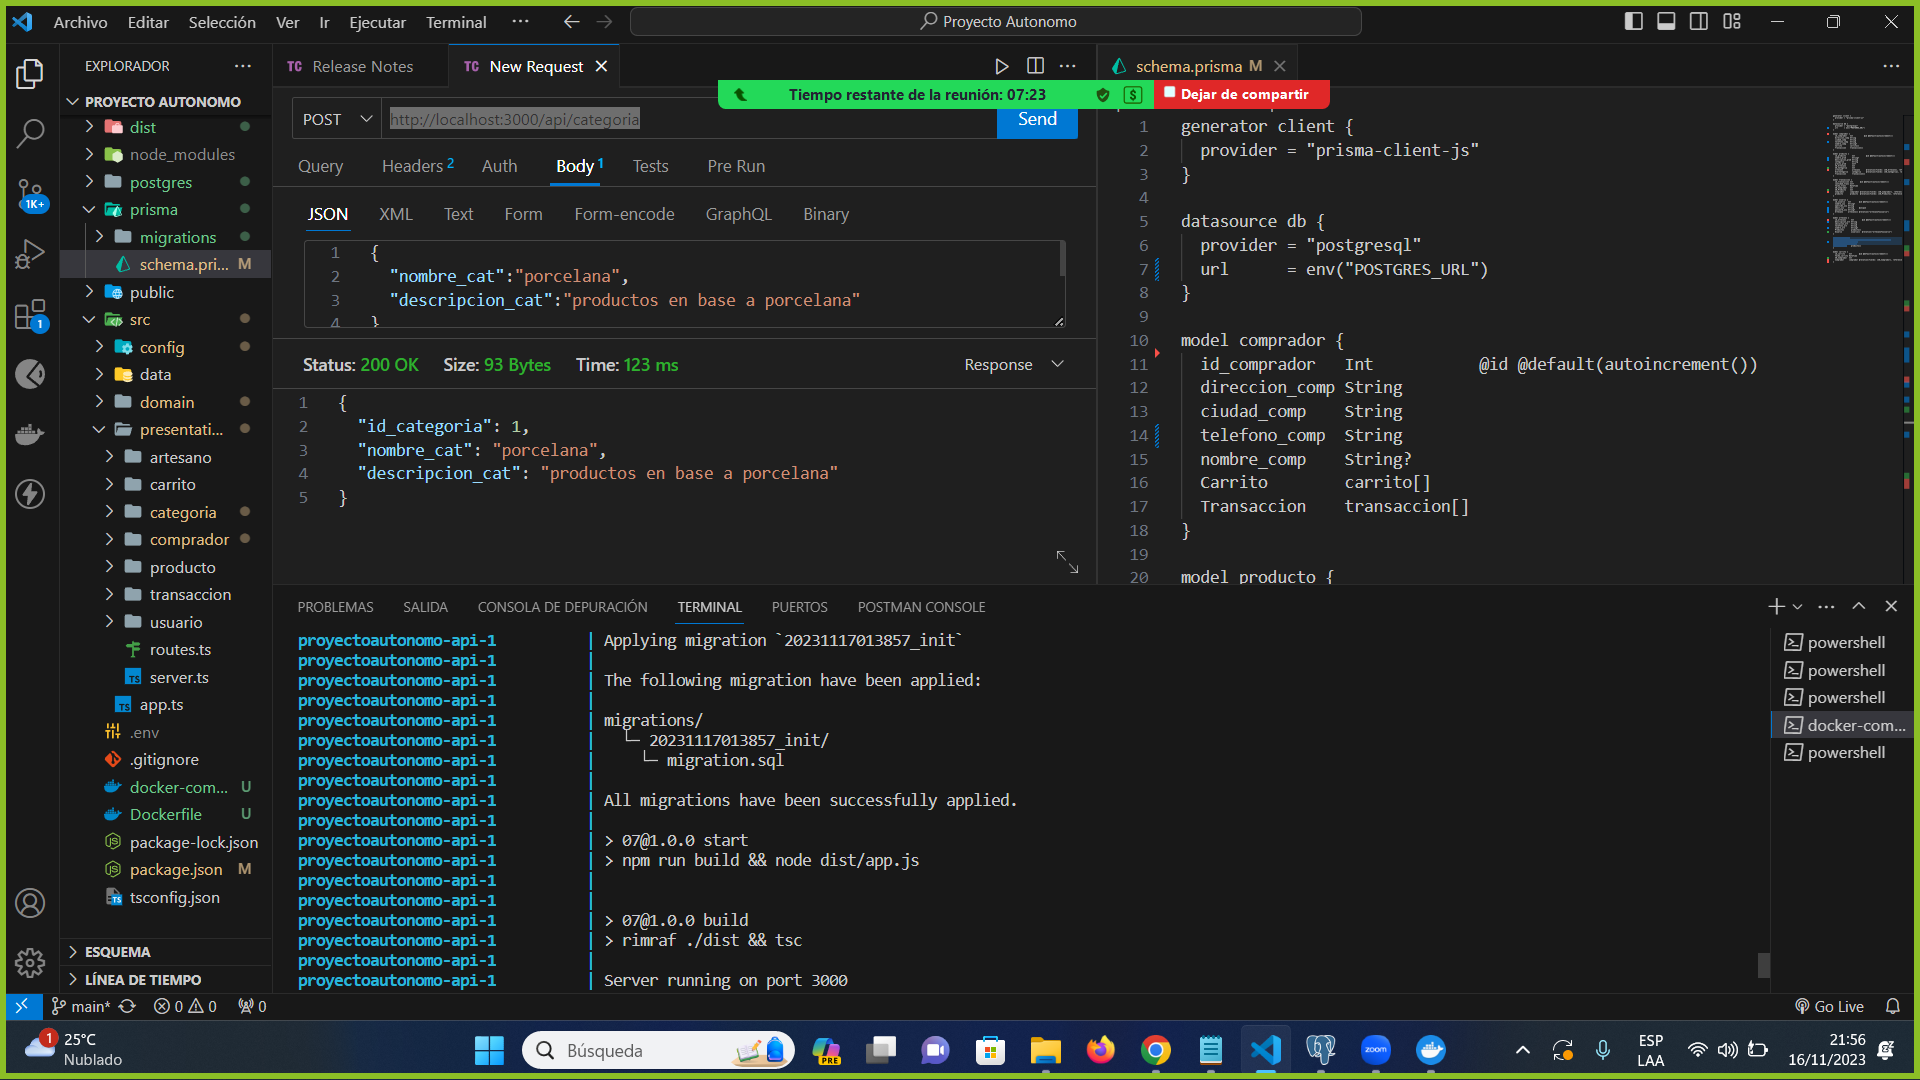 Archivo Editar Selección Ver Ir Ejecutar Terminal ··· Proyecto Autonomo
EXPLORADOR ···
PROYECTO AUTONOMO
dist
node_modules
postgres
prisma
migrations
schema.pri... M
public
src
config
data
domain
presentati...
artesano
carrito
categoria
comprador
producto
transaccion
usuario
routes.ts
server.ts
app.ts
.env
.gitignore
docker-com... U
Dockerfile U
package-lock.json
package.json M
tsconfig.json
ESQUEMA
LÍNEA DE TIEMPO
1K+
1
TC Release Notes
TC New Request
Tiempo restante de la reunión: 07:23
Dejar de compartir
POST http://localhost:3000/api/categoria Send
Query Headers 2 Auth Body 1 Tests Pre Run
JSON XML Text Form Form-encode GraphQL Binary
1 {
2 "nombre_cat":"porcelana",
3 "descripcion_cat":"productos en base a porcelana"
4 }
Status: 200 OK Size: 93 Bytes Time: 123 ms Response
1 {
2 "id_categoria": 1,
3 "nombre_cat": "porcelana",
4 "descripcion_cat": "productos en base a porcelana"
5 }
schema.prisma M
1 generator client {
2 provider = "prisma-client-js"
3 }
4
5 datasource db {
6 provider = "postgresql"
7 url = env("POSTGRES_URL")
8 }
9
10 model comprador {
11 id_comprador Int @id @default(autoincrement())
12 direccion_comp String
13 ciudad_comp String
14 telefono_comp String
15 nombre_comp String?
16 Carrito carrito[]
17 Transaccion transaccion[]
18 }
19
20 model producto {
PROBLEMAS SALIDA CONSOLA DE DEPURACIÓN TERMINAL PUERTOS POSTMAN CONSOLE
proyectoautonomo-api-1 | Applying migration `20231117013857_init`
proyectoautonomo-api-1 |
proyectoautonomo-api-1 | The following migration have been applied:
proyectoautonomo-api-1 |
proyectoautonomo-api-1 | migrations/
proyectoautonomo-api-1 | └─ 20231117013857_init/
proyectoautonomo-api-1 | └─ migration.sql
proyectoautonomo-api-1 |
proyectoautonomo-api-1 | All migrations have been successfully applied.
proyectoautonomo-api-1 |
proyectoautonomo-api-1 | > 07@1.0.0 start
proyectoautonomo-api-1 | > npm run build && node dist/app.js
proyectoautonomo-api-1 |
proyectoautonomo-api-1 |
proyectoautonomo-api-1 | > 07@1.0.0 build
proyectoautonomo-api-1 | > rimraf ./dist && tsc
proyectoautonomo-api-1 |
proyectoautonomo-api-1 | Server running on port 3000
powershell
powershell
powershell
docker-com...
powershell
main* 0 0 0 Go Live
1
25°C
Nublado
Búsqueda
PRE
zoom
ESP
LAA
21:56
16/11/2023